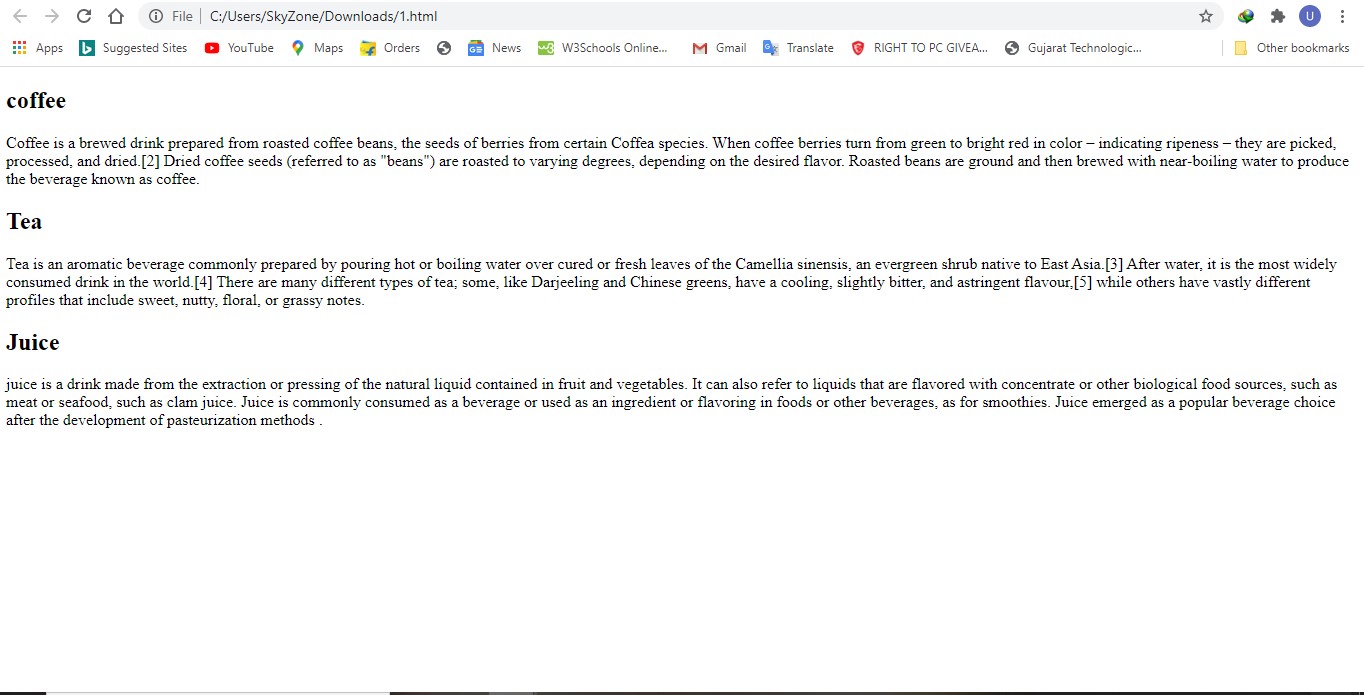 File C:/Users/SkyZone/Downloads/1.html U
Apps Suggested Sites YouTube Maps Orders News W3Schools Online... Gmail Translate RIGHT TO PC GIVEA... Gujarat Technologic... Other bookmarks
coffee
Coffee is a brewed drink prepared from roasted coffee beans, the seeds of berries from certain Coffea species. When coffee berries turn from green to bright red in color – indicating ripeness – they are picked,
processed, and dried.[2] Dried coffee seeds (referred to as "beans") are roasted to varying degrees, depending on the desired flavor. Roasted beans are ground and then brewed with near-boiling water to produce
the beverage known as coffee.
Tea
Tea is an aromatic beverage commonly prepared by pouring hot or boiling water over cured or fresh leaves of the Camellia sinensis, an evergreen shrub native to East Asia.[3] After water, it is the most widely
consumed drink in the world.[4] There are many different types of tea; some, like Darjeeling and Chinese greens, have a cooling, slightly bitter, and astringent flavour,[5] while others have vastly different
profiles that include sweet, nutty, floral, or grassy notes.
Juice
juice is a drink made from the extraction or pressing of the natural liquid contained in fruit and vegetables. It can also refer to liquids that are flavored with concentrate or other biological food sources, such as
meat or seafood, such as clam juice. Juice is commonly consumed as a beverage or used as an ingredient or flavoring in foods or other beverages, as for smoothies. Juice emerged as a popular beverage choice
after the development of pasteurization methods .